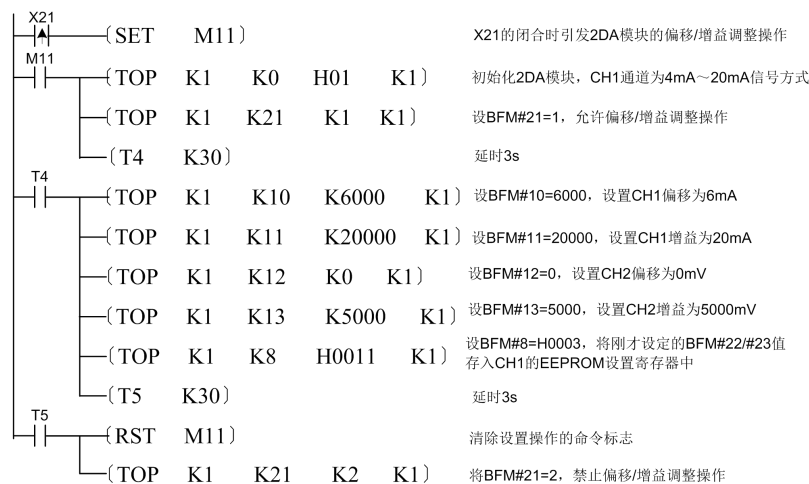 X21
(SET M11) X21的闭合时引发2DA模块的偏移/增益调整操作
M11
(TOP K1 K0 H01 K1) 初始化2DA模块，CH1通道为4mA～20mA信号方式
(TOP K1 K21 K1 K1) 设BFM#21=1，允许偏移/增益调整操作
(T4 K30) 延时3s
T4
(TOP K1 K10 K6000 K1) 设BFM#10=6000，设置CH1偏移为6mA
(TOP K1 K11 K20000 K1) 设BFM#11=20000，设置CH1增益为20mA
(TOP K1 K12 K0 K1) 设BFM#12=0，设置CH2偏移为0mV
(TOP K1 K13 K5000 K1) 设BFM#13=5000，设置CH2增益为5000mV
(TOP K1 K8 H0011 K1) 设BFM#8=H0003，将刚才设定的BFM#22/#23值
存入CH1的EEPROM设置寄存器中
(T5 K30) 延时3s
T5
(RST M11) 清除设置操作的命令标志
(TOP K1 K21 K2 K1) 将BFM#21=2，禁止偏移/增益调整操作